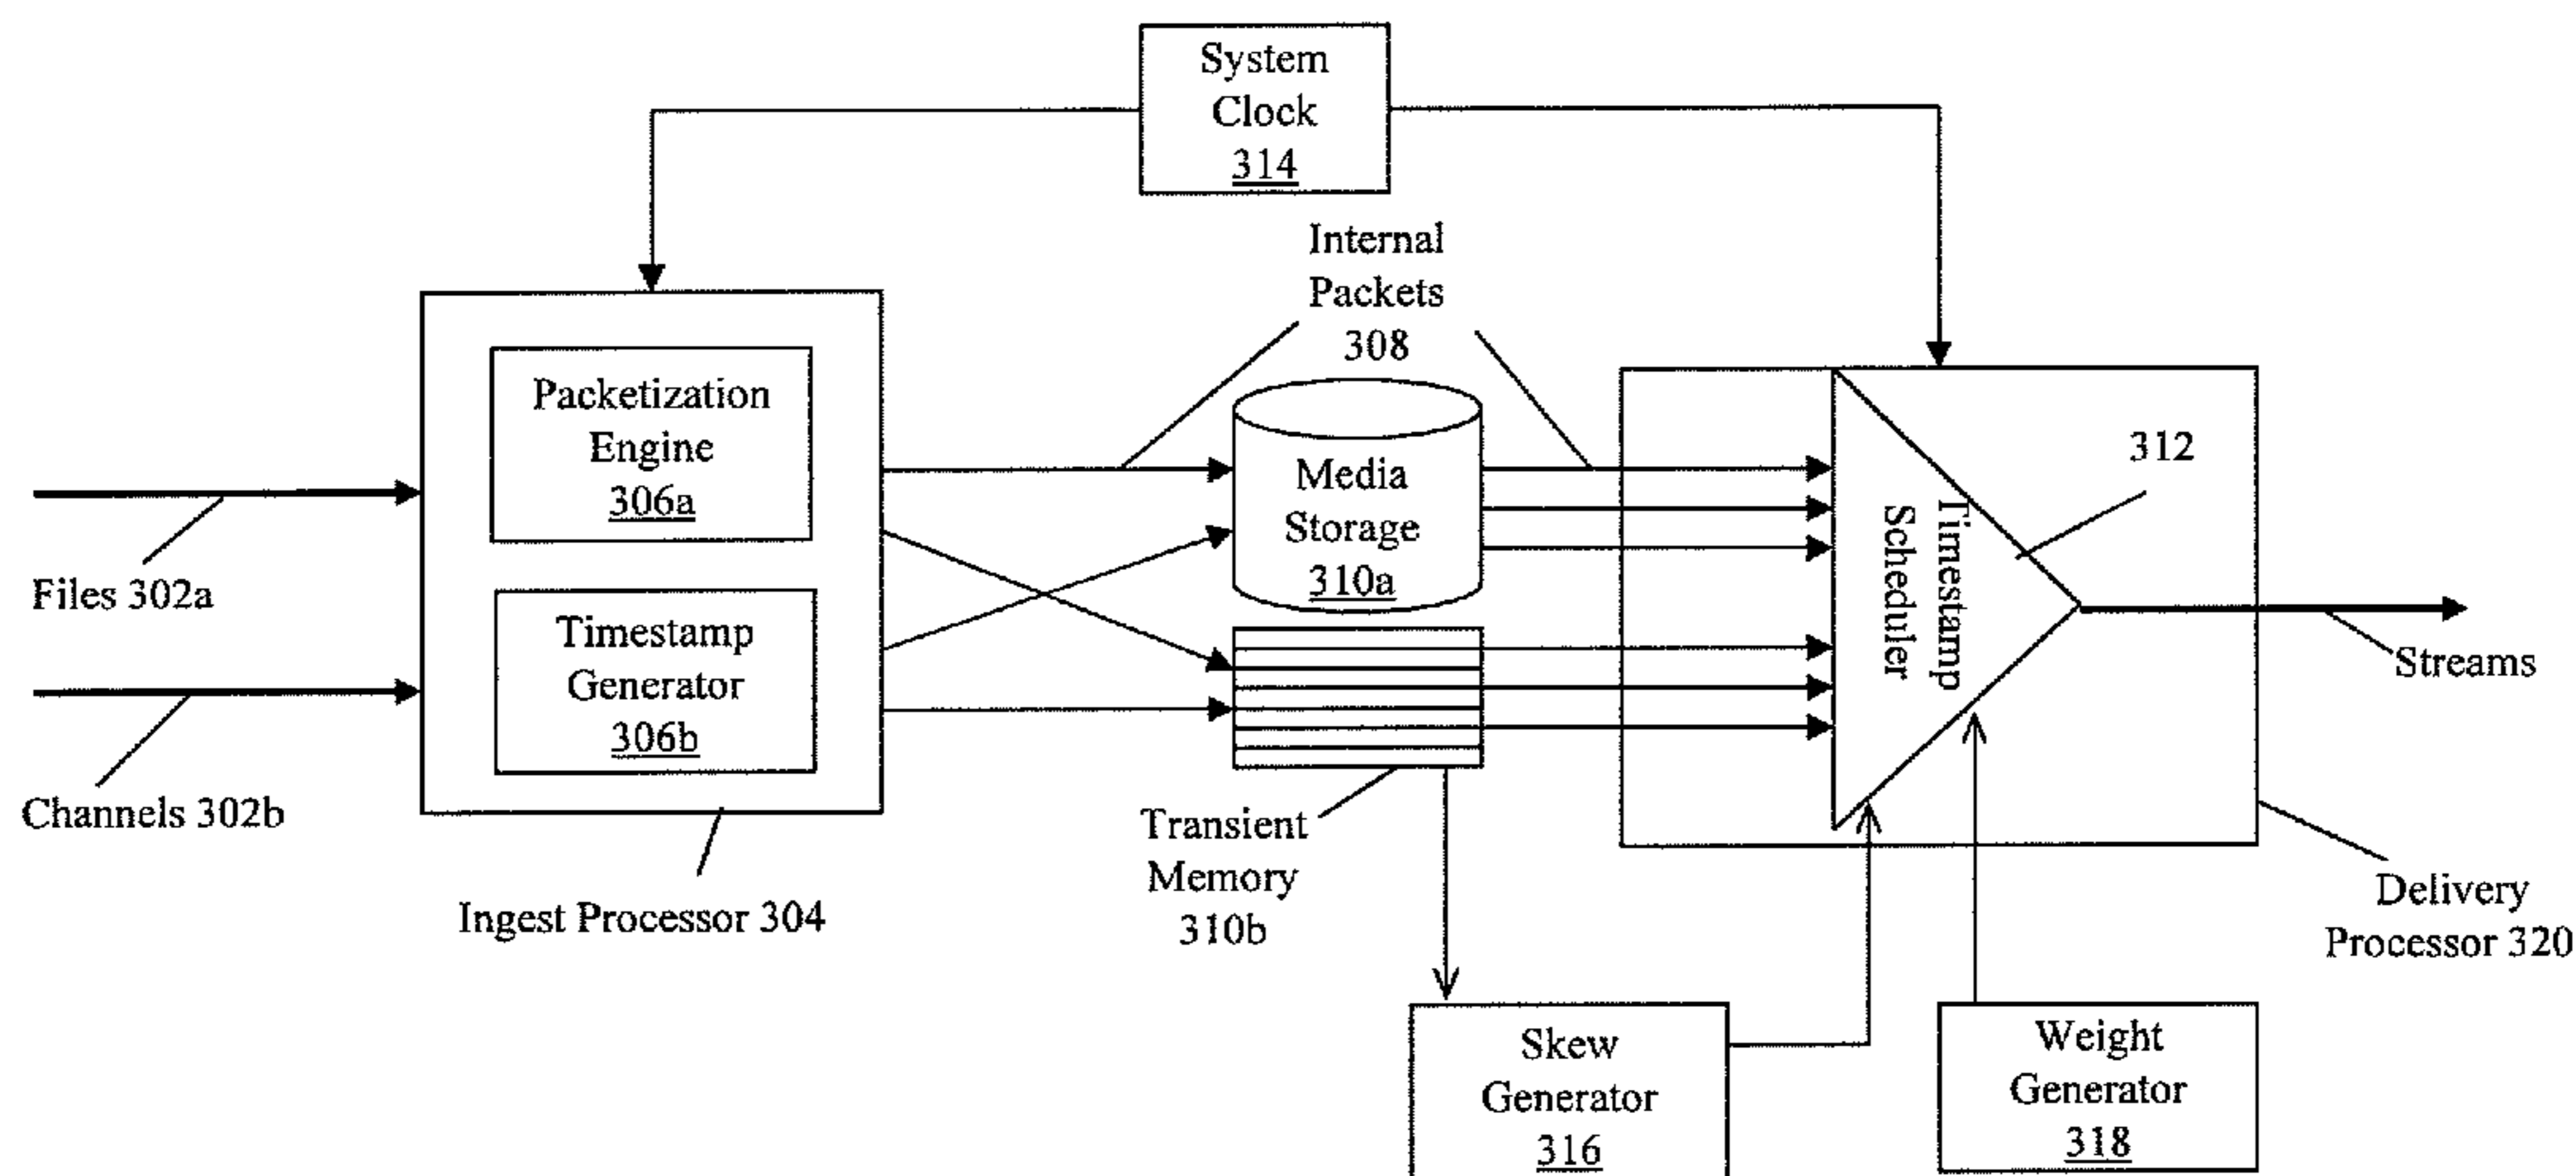 System
Clock
314
Internal
Packets
308
Packetization
Engine
306a
Timestamp
Generator
306b
Files 302a
Channels 302b
Ingest Processor 304
Media
Storage
310a
Transient
Memory
310b
Timestamp
Scheduler
312
Streams
Delivery
Processor 320
Skew
Generator
316
Weight
Generator
318